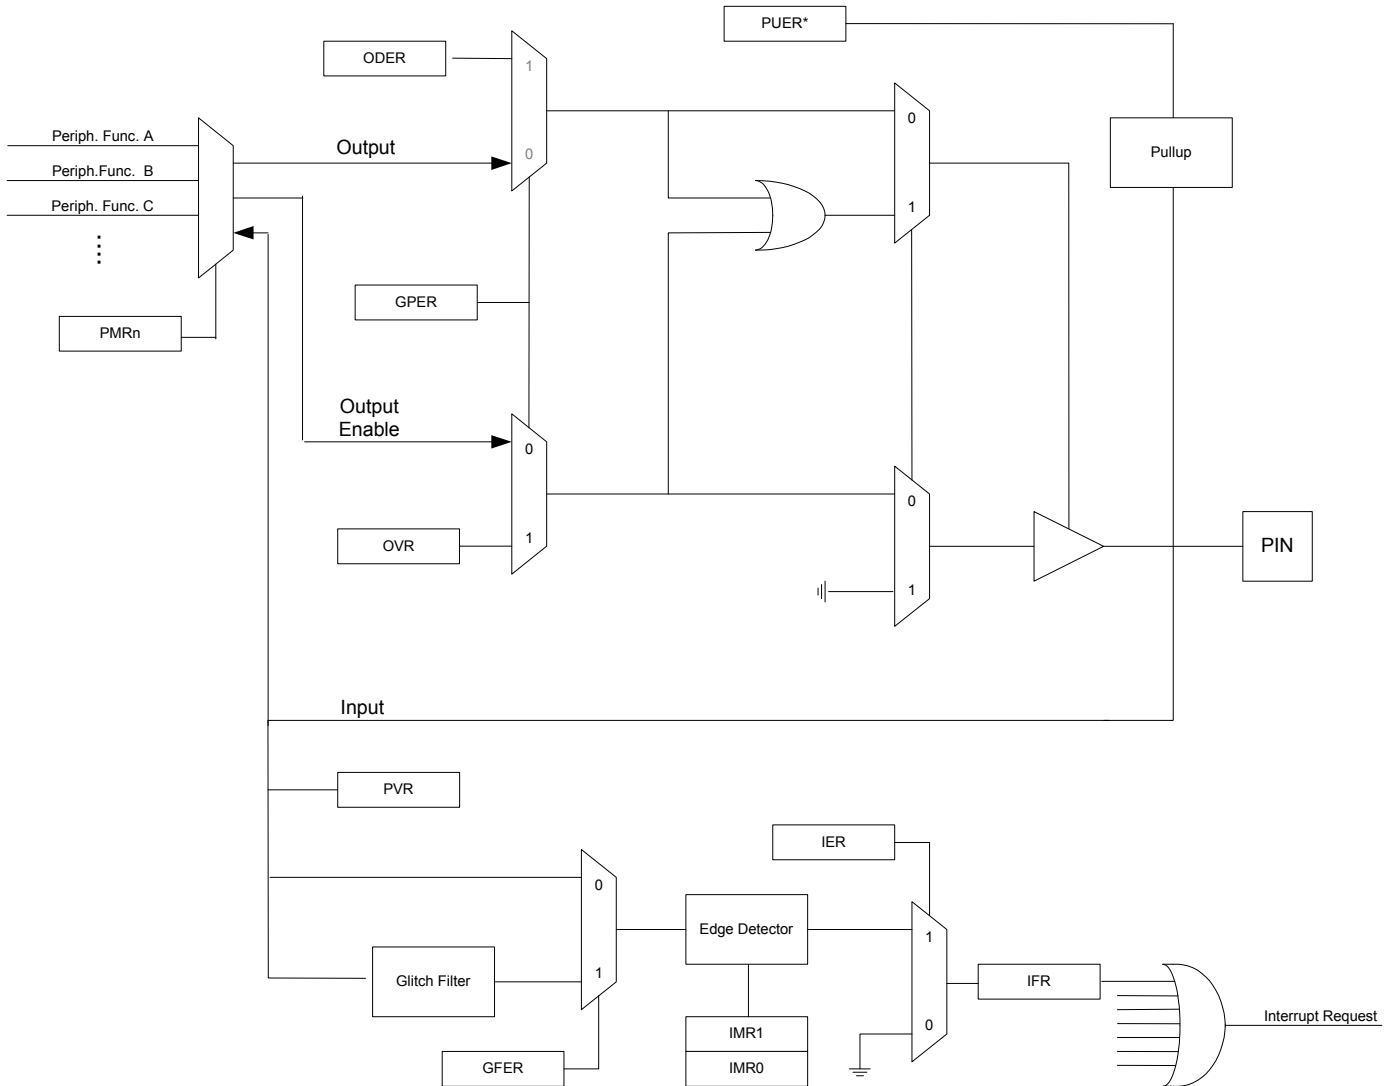 PUER*
ODER
1
Periph. Func. A
Output
0
0
Pullup
Periph.Func. B
Periph. Func. C
1
GPER
PMRn
Output
Enable
0
0
OVR
1
PIN
1
Input
PVR
IER
0
Edge Detector
1
Glitch Filter
1
IFR
Interrupt Request
0
IMR1
GFER
IMR0